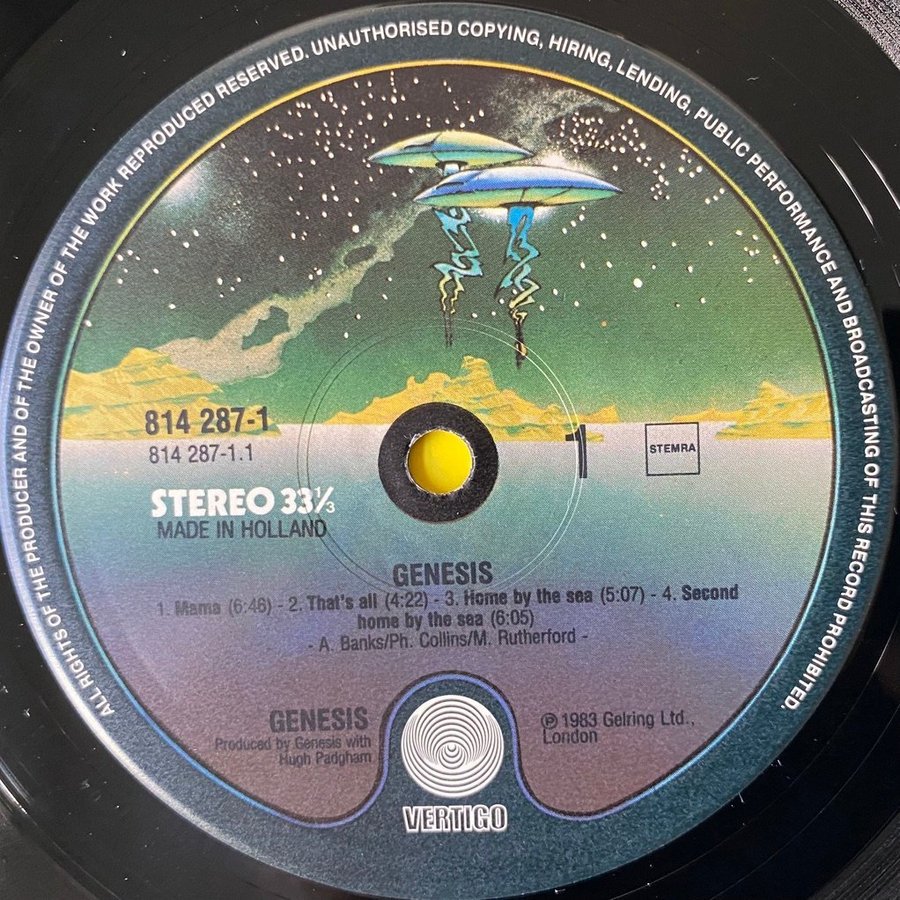 ALL RIGHTS OF THE PRODUCER AND OF THE OWNER OF THE WORK REPRODUCED RESERVED. UNAUTHORISED COPYING, HIRING, LENDING, PUBLIC PERFORMANCE AND BROADCASTING OF THIS RECORD PROHIBITED.
814 287-1
814 287-1.1
1
STEMRA
STEREO 33⅓
MADE IN HOLLAND
GENESIS
1. Mama (6:46) - 2. That's all (4:22) - 3. Home by the sea (5:07) - 4. Second
home by the sea (6:05)
- A. Banks/Ph. Collins/M. Rutherford -
GENESIS
Produced by Genesis with
Hugh Padgham
℗ 1983 Gelring Ltd.,
London
VERTIGO